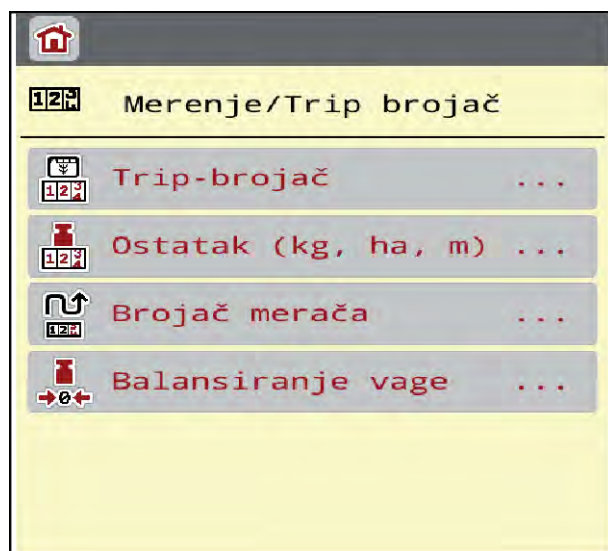 Merenje/Trip brojač
Trip-brojač ...
Ostatak (kg, ha, m) ...
Brojač merača ...
Balansiranje vage ...